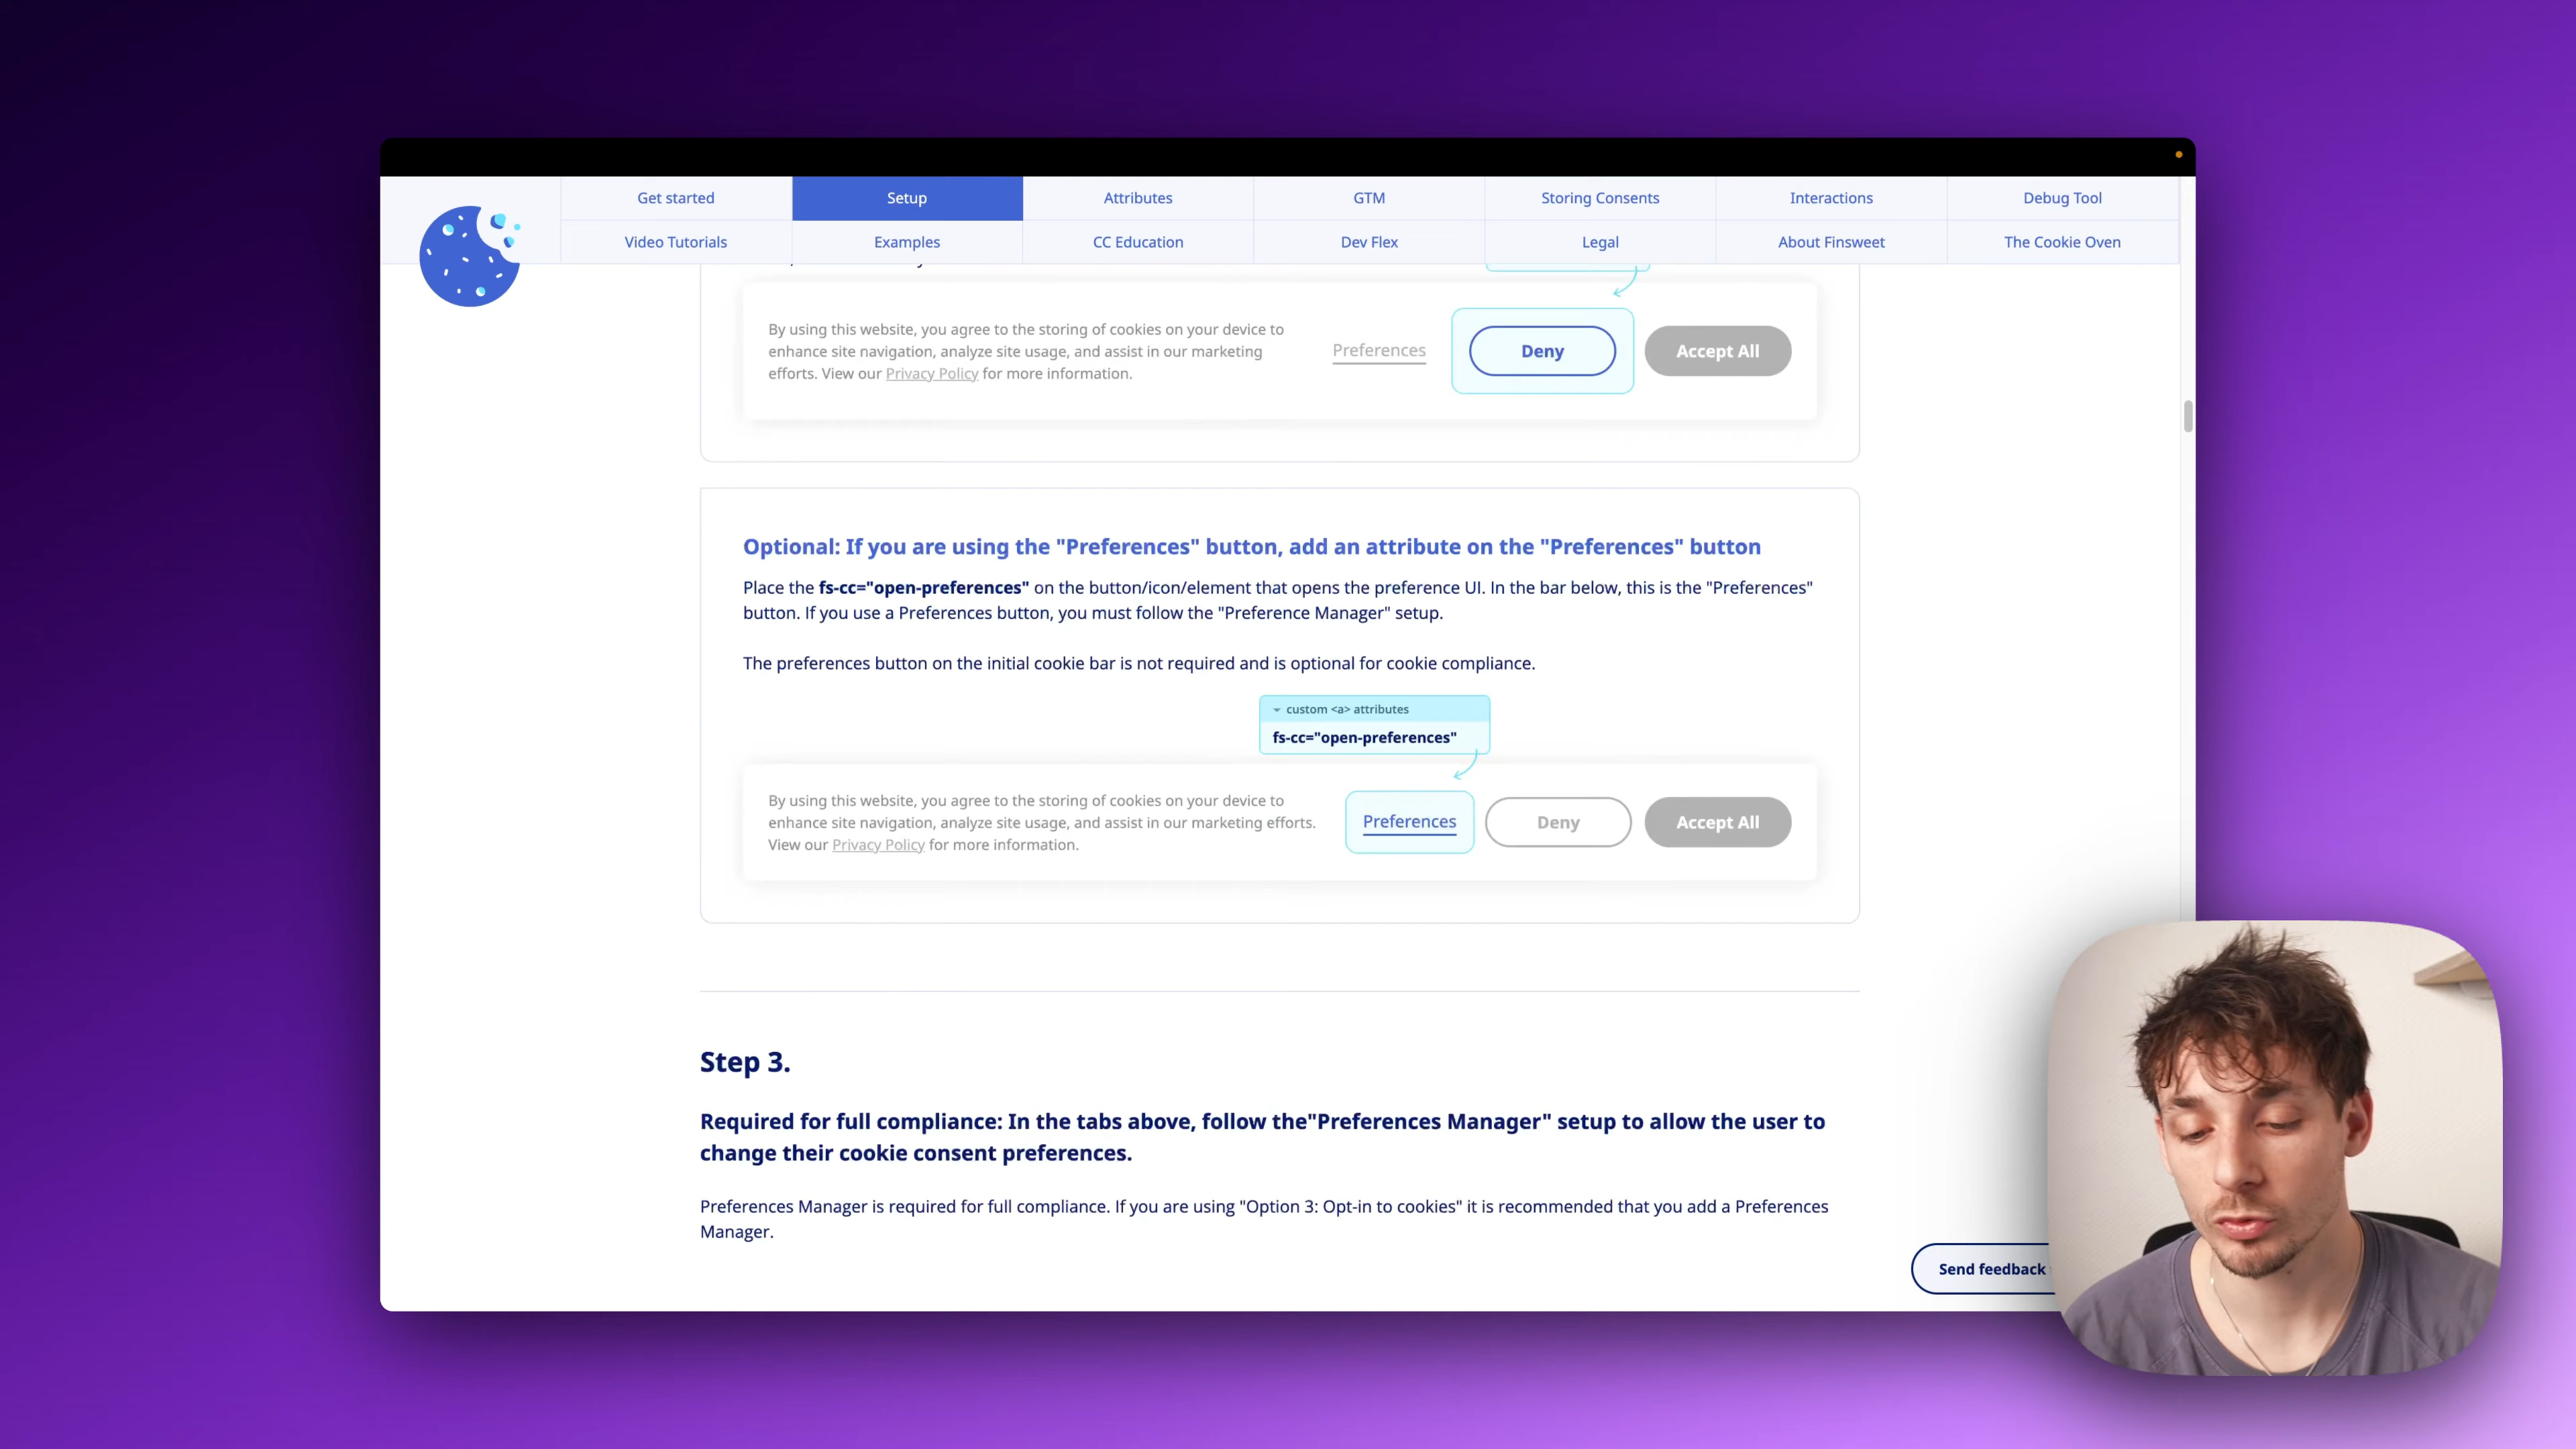 Get started
Setup
Attributes
GTM
Storing Consents
Interactions
Debug Tool
Video Tutorials
Examples
CC Education
Dev Flex
Legal
About Finsweet
The Cookie Oven
By using this website, you agree to the storing of cookies on your device to
enhance site navigation, analyze site usage, and assist in our marketing
efforts. View our Privacy Policy for more information.
Preferences
Deny
Accept All
Optional: If you are using the "Preferences" button, add an attribute on the "Preferences" button
Place the fs-cc="open-preferences" on the button/icon/element that opens the preference UI. In the bar below, this is the "Preferences"
button. If you use a Preferences button, you must follow the "Preference Manager" setup.
The preferences button on the initial cookie bar is not required and is optional for cookie compliance.
custom <a> attributes
fs-cc="open-preferences"
By using this website, you agree to the storing of cookies on your device to
enhance site navigation, analyze site usage, and assist in our marketing efforts.
View our Privacy Policy for more information.
Preferences
Deny
Accept All
Step 3.
Required for full compliance: In the tabs above, follow the"Preferences Manager" setup to allow the user to
change their cookie consent preferences.
Preferences Manager is required for full compliance. If you are using "Option 3: Opt-in to cookies" it is recommended that you add a Preferences
Manager.
Send feedback